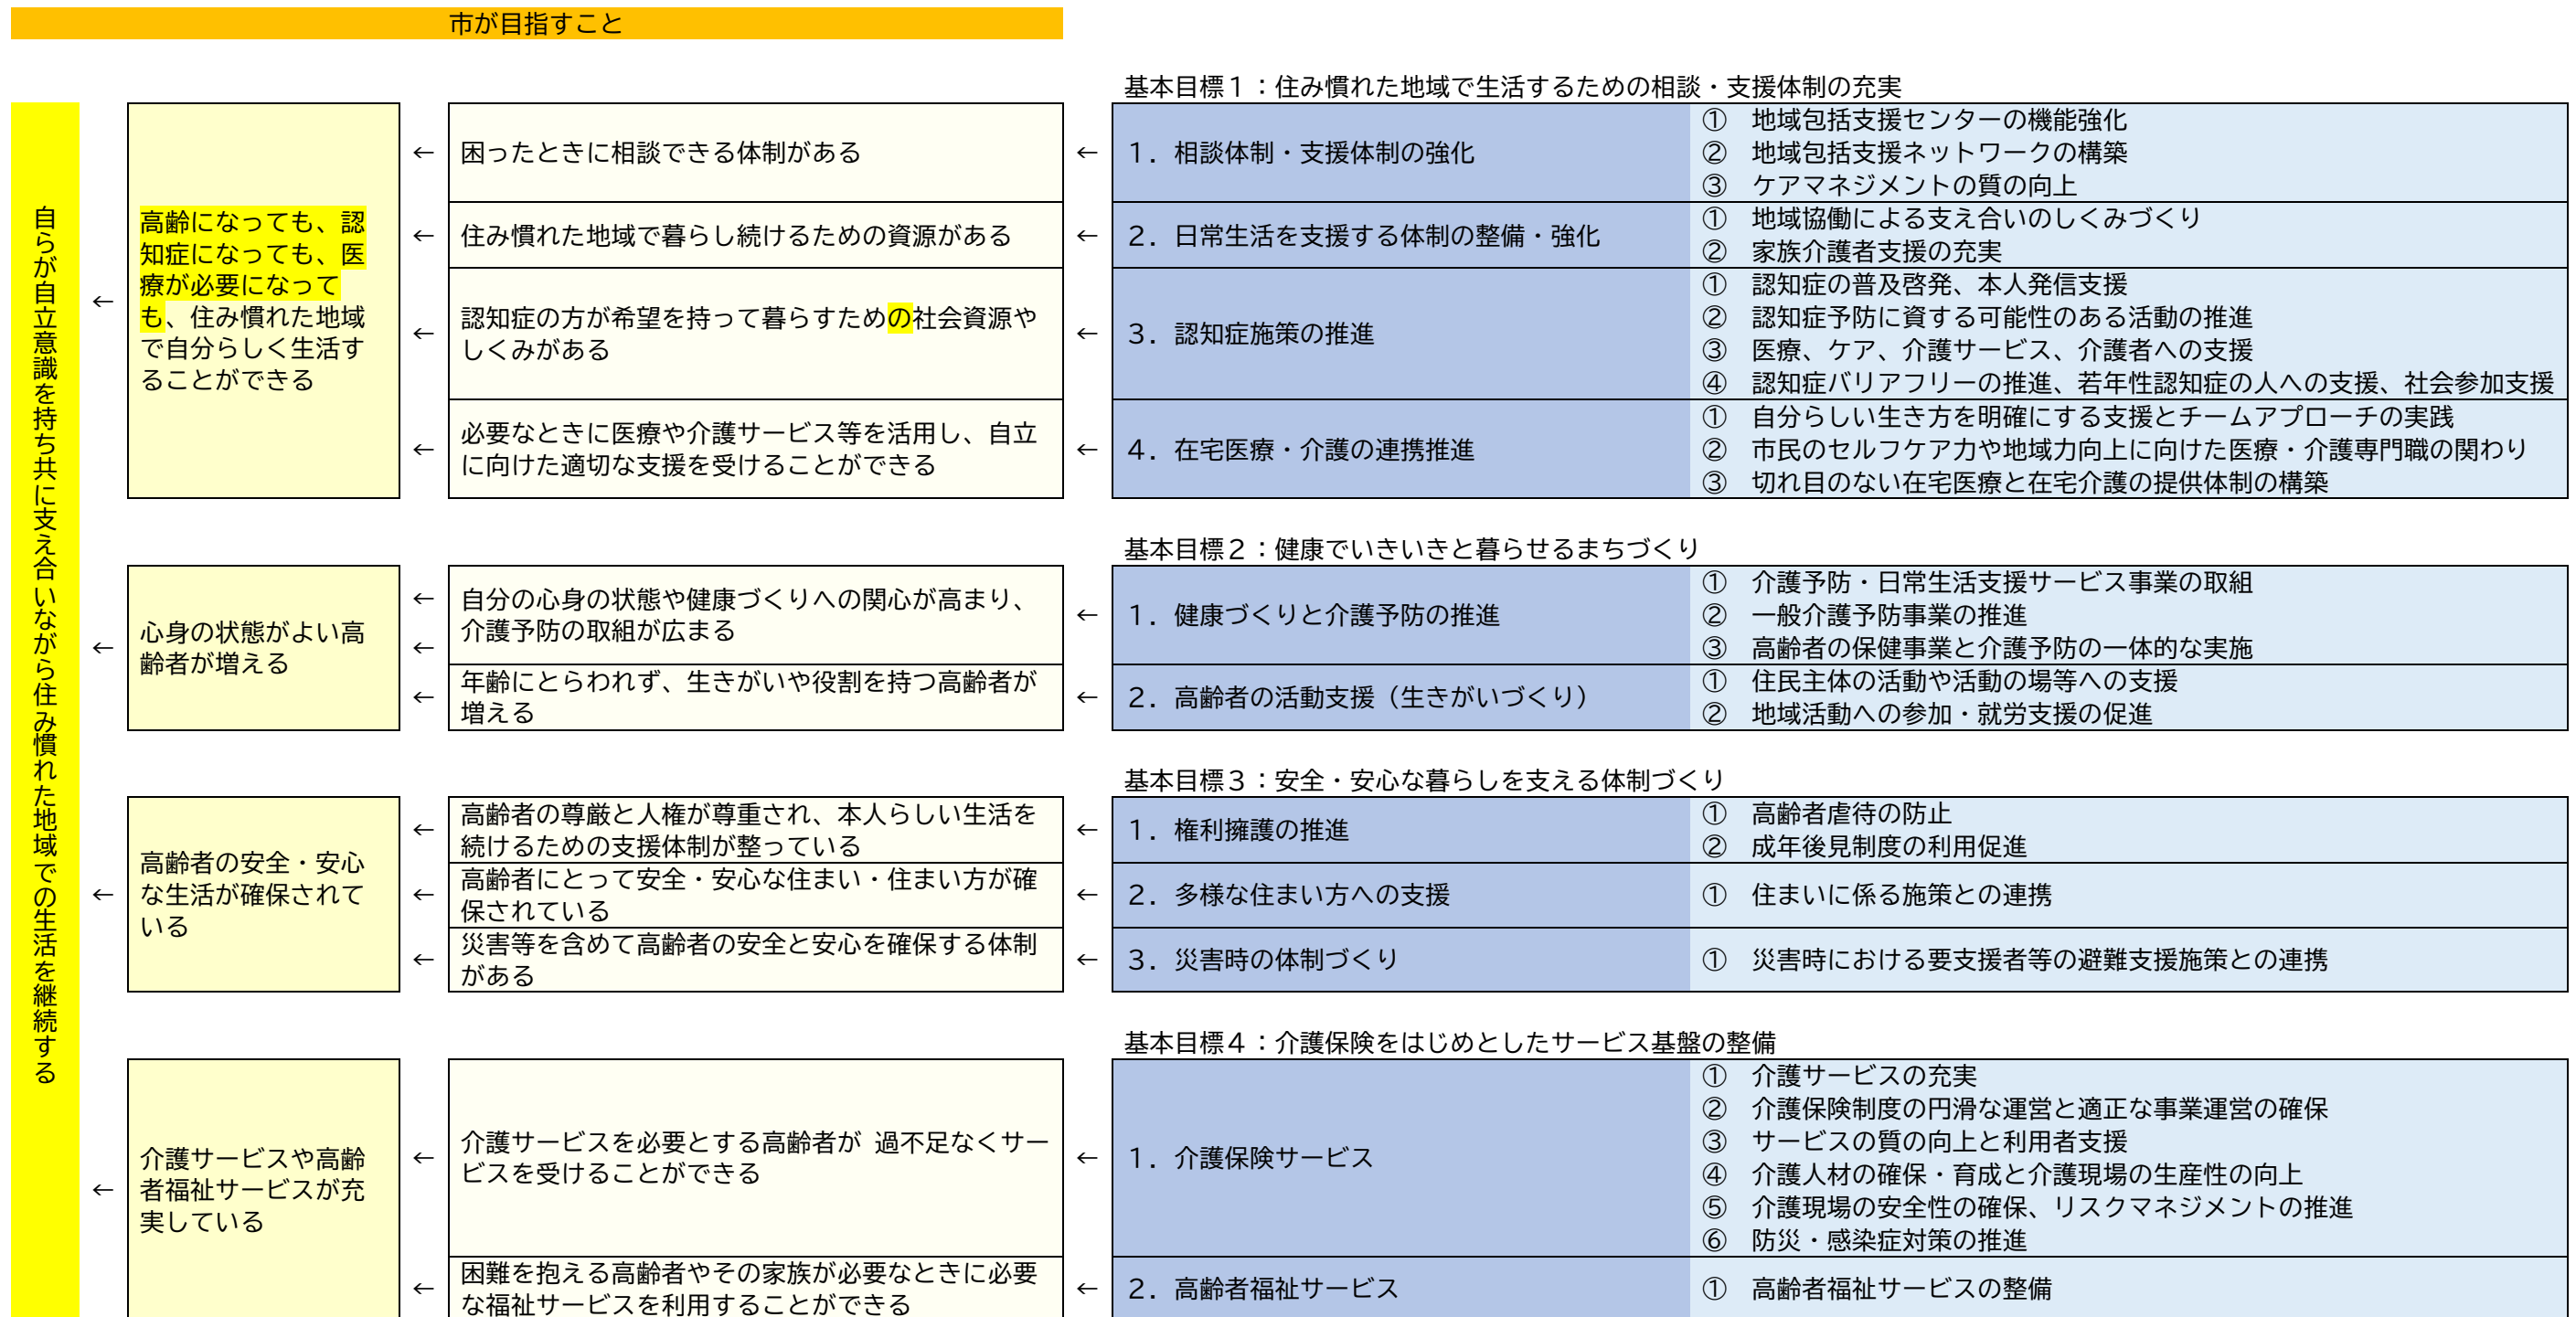 市が目指すこと
自らが自立意識を持ち共に支え合いながら住み慣れた地域での生活を継続する
基本目標1：住み慣れた地域で生活するための相談・支援体制の充実
←
高齢になっても、認
知症になっても、医
療が必要になって
も、住み慣れた地域
で自分らしく生活す
ることができる
←
困ったときに相談できる体制がある
←
1．相談体制・支援体制の強化
① 地域包括支援センターの機能強化
② 地域包括支援ネットワークの構築
③ ケアマネジメントの質の向上
←
住み慣れた地域で暮らし続けるための資源がある
←
2．日常生活を支援する体制の整備・強化
① 地域協働による支え合いのしくみづくり
② 家族介護者支援の充実
←
認知症の方が希望を持って暮らすための社会資源や
しくみがある
←
3．認知症施策の推進
① 認知症の普及啓発、本人発信支援
② 認知症予防に資する可能性のある活動の推進
③ 医療、ケア、介護サービス、介護者への支援
④ 認知症バリアフリーの推進、若年性認知症の人への支援、社会参加支援
←
必要なときに医療や介護サービス等を活用し、自立
に向けた適切な支援を受けることができる
←
4．在宅医療・介護の連携推進
① 自分らしい生き方を明確にする支援とチームアプローチの実践
② 市民のセルフケア力や地域力向上に向けた医療・介護専門職の関わり
③ 切れ目のない在宅医療と在宅介護の提供体制の構築
基本目標2：健康でいきいきと暮らせるまちづくり
←
心身の状態がよい高
齢者が増える
←
←
自分の心身の状態や健康づくりへの関心が高まり、
介護予防の取組が広まる
←
1．健康づくりと介護予防の推進
① 介護予防・日常生活支援サービス事業の取組
② 一般介護予防事業の推進
③ 高齢者の保健事業と介護予防の一体的な実施
←
年齢にとらわれず、生きがいや役割を持つ高齢者が
増える
←
2．高齢者の活動支援（生きがいづくり）
① 住民主体の活動や活動の場等への支援
② 地域活動への参加・就労支援の促進
基本目標3：安全・安心な暮らしを支える体制づくり
←
高齢者の安全・安心
な生活が確保されて
いる
←
高齢者の尊厳と人権が尊重され、本人らしい生活を
続けるための支援体制が整っている
←
1．権利擁護の推進
① 高齢者虐待の防止
② 成年後見制度の利用促進
←
高齢者にとって安全・安心な住まい・住まい方が確
保されている
←
2．多様な住まい方への支援
① 住まいに係る施策との連携
←
災害等を含めて高齢者の安全と安心を確保する体制
がある
←
3．災害時の体制づくり
① 災害時における要支援者等の避難支援施策との連携
基本目標4：介護保険をはじめとしたサービス基盤の整備
←
介護サービスや高齢
者福祉サービスが充
実している
←
介護サービスを必要とする高齢者が 過不足なくサー
ビスを受けることができる
←
1．介護保険サービス
① 介護サービスの充実
② 介護保険制度の円滑な運営と適正な事業運営の確保
③ サービスの質の向上と利用者支援
④ 介護人材の確保・育成と介護現場の生産性の向上
⑤ 介護現場の安全性の確保、リスクマネジメントの推進
⑥ 防災・感染症対策の推進
←
困難を抱える高齢者やその家族が必要なときに必要
な福祉サービスを利用することができる
←
2．高齢者福祉サービス
① 高齢者福祉サービスの整備